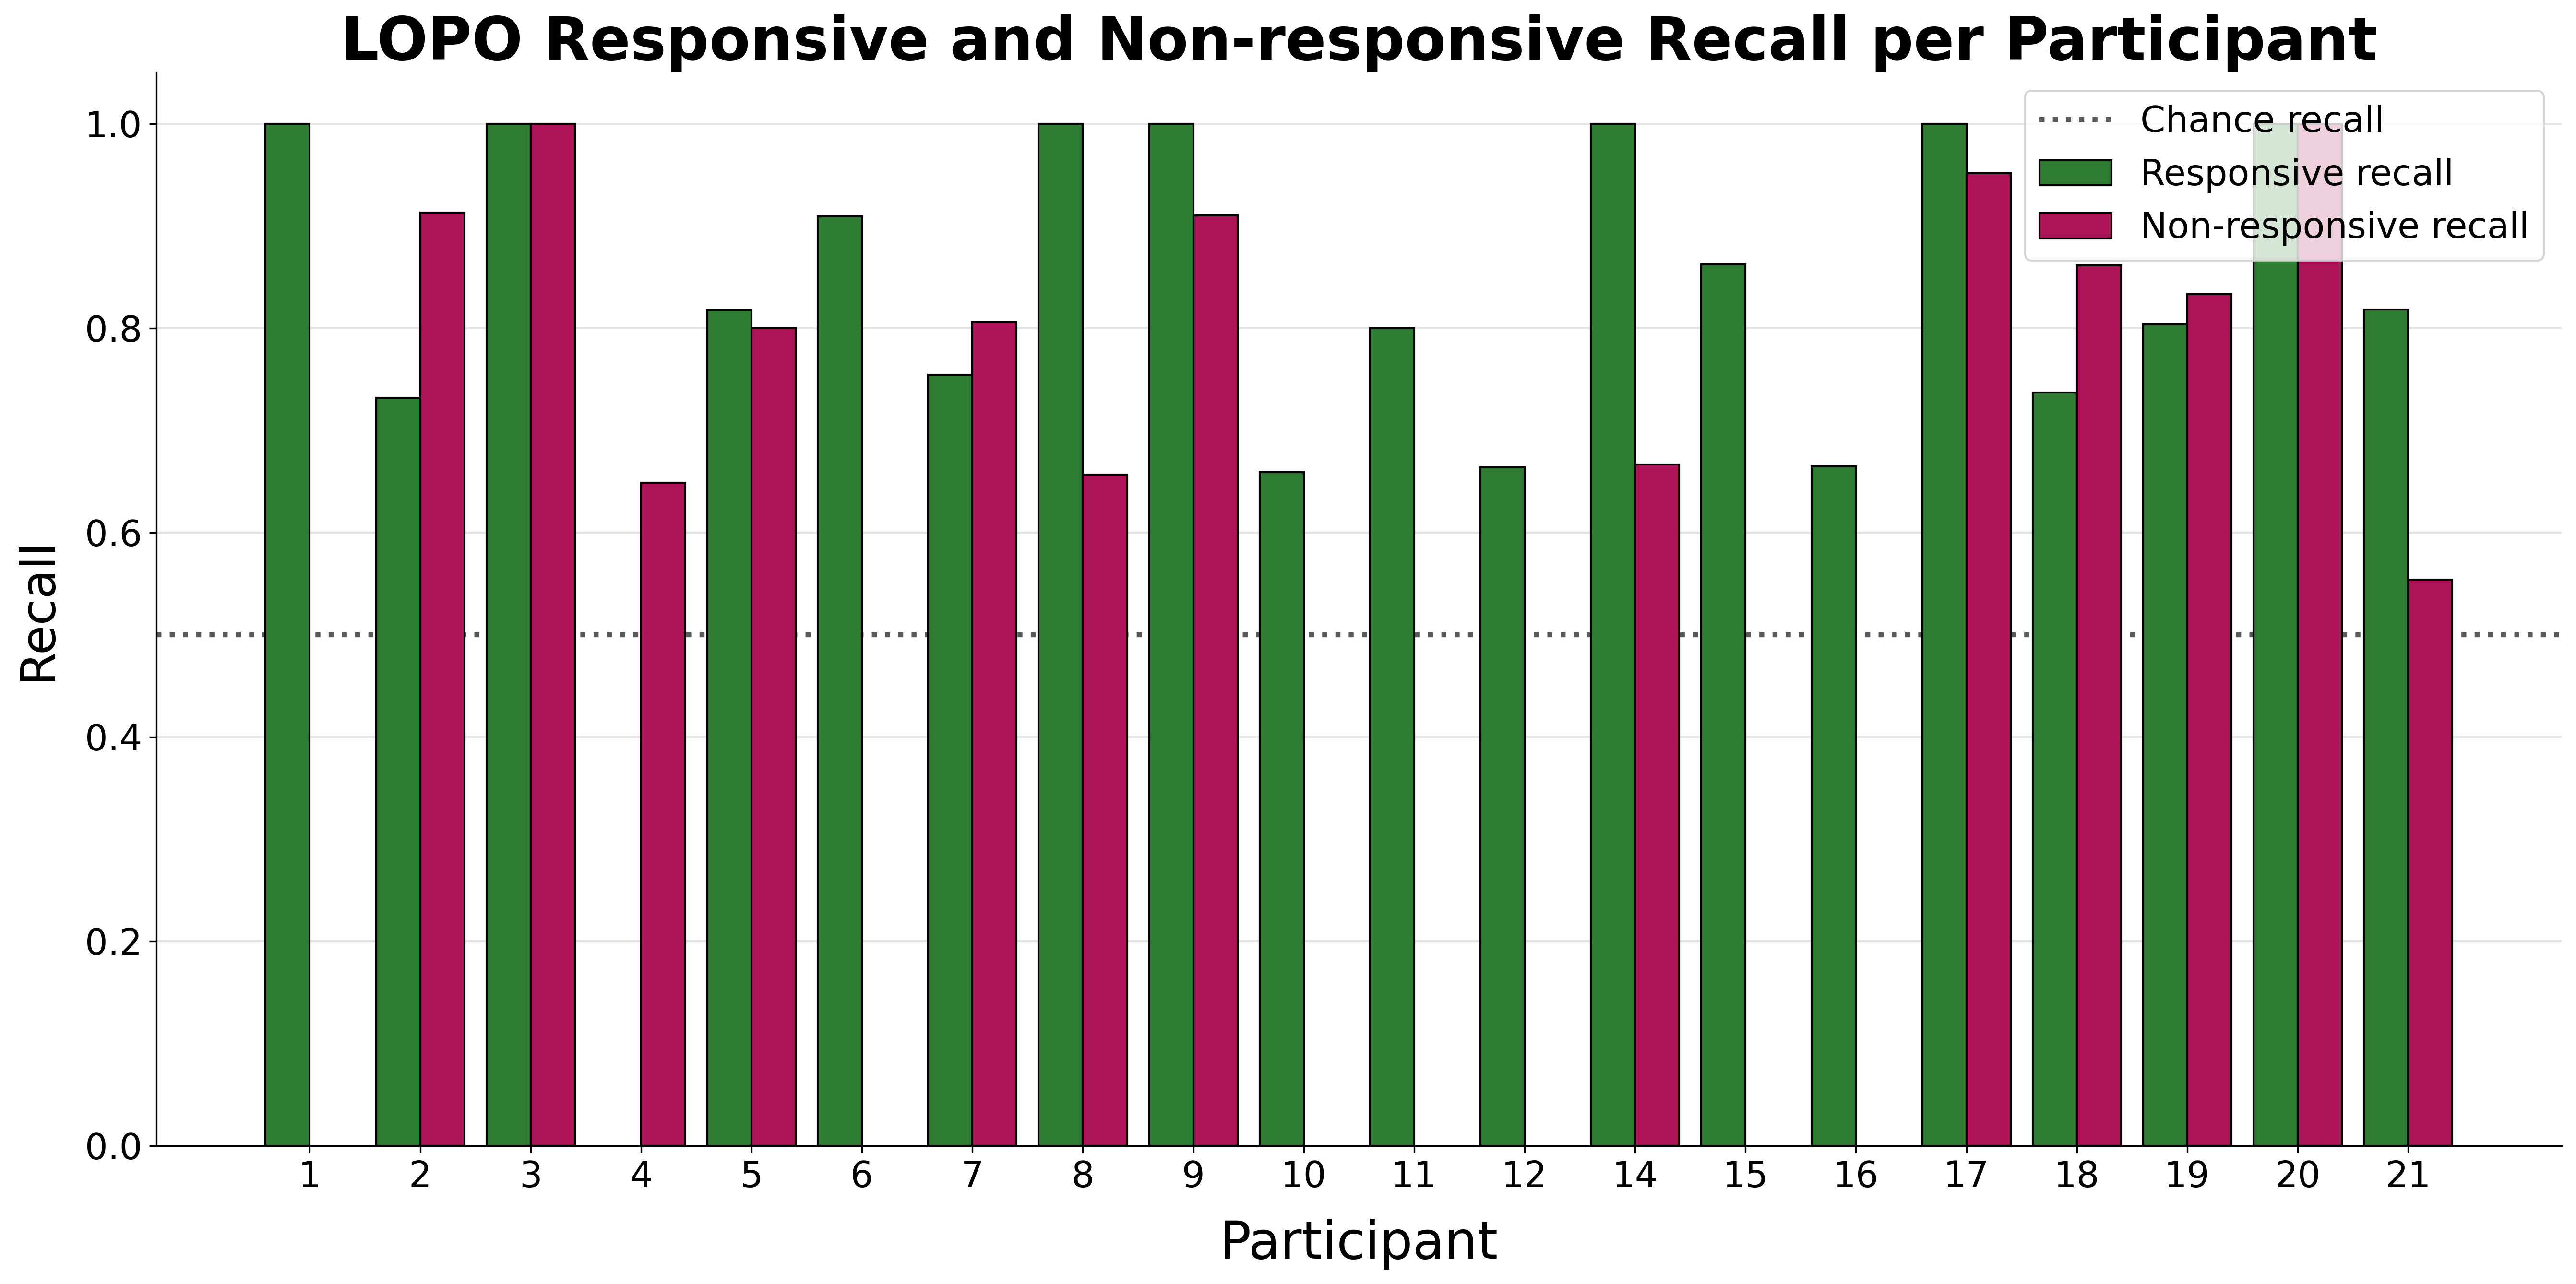 LOPO Responsive and Non-responsive Recall per Participant
Chance recall
Responsive recall
Non-responsive recall
Recall
1.0
0.8
0.6
0.4
0.2
0.0
1 2 3 4 5 6 7 8 9 10 11 12 14 15 16 17 18 19 20 21
Participant